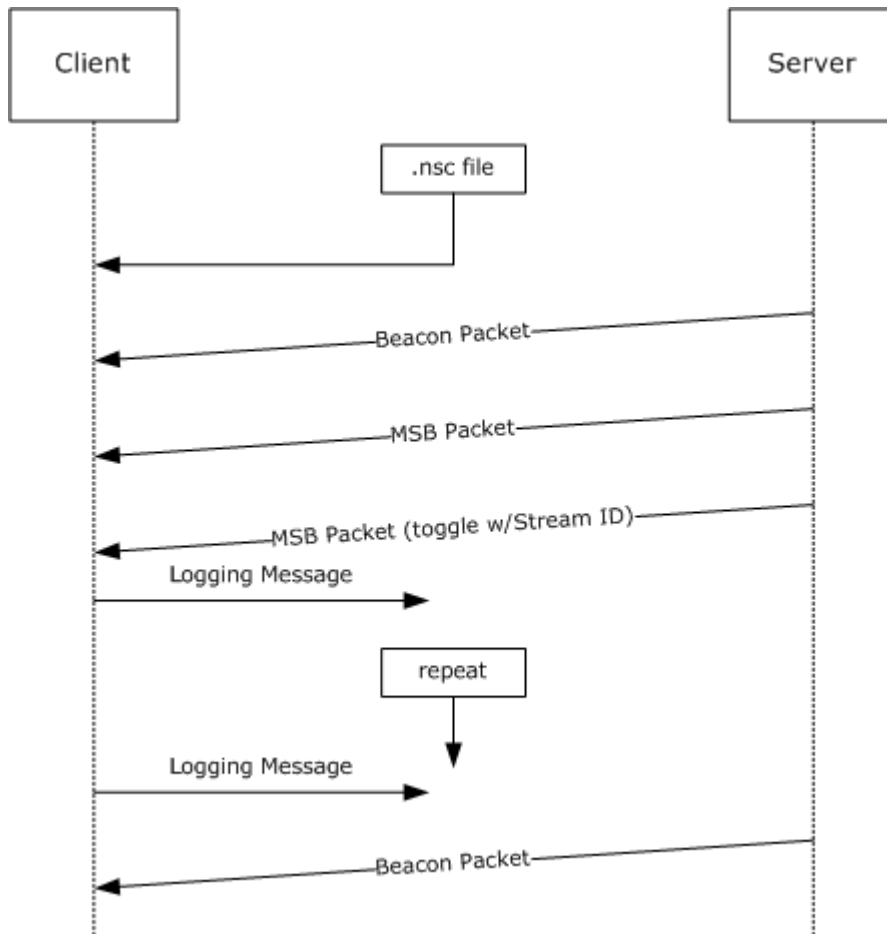 Client
Server
.nsc file
Beacon Packet
MSB Packet
MSB Packet (toggle w/Stream ID)
Logging Message
repeat
Logging Message
Beacon Packet